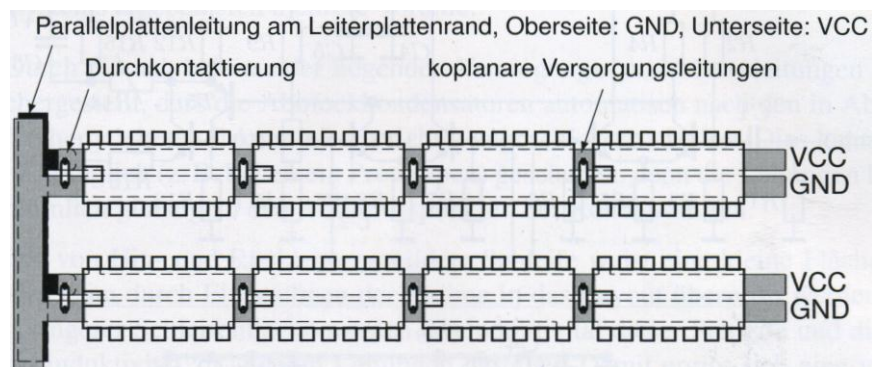 Parallelplattenleitung am Leiterplattenrand, Oberseite: GND, Unterseite: VCC
Durchkontaktierung koplanare Versorgungsleitungen
VCC
GND
VCC
GND